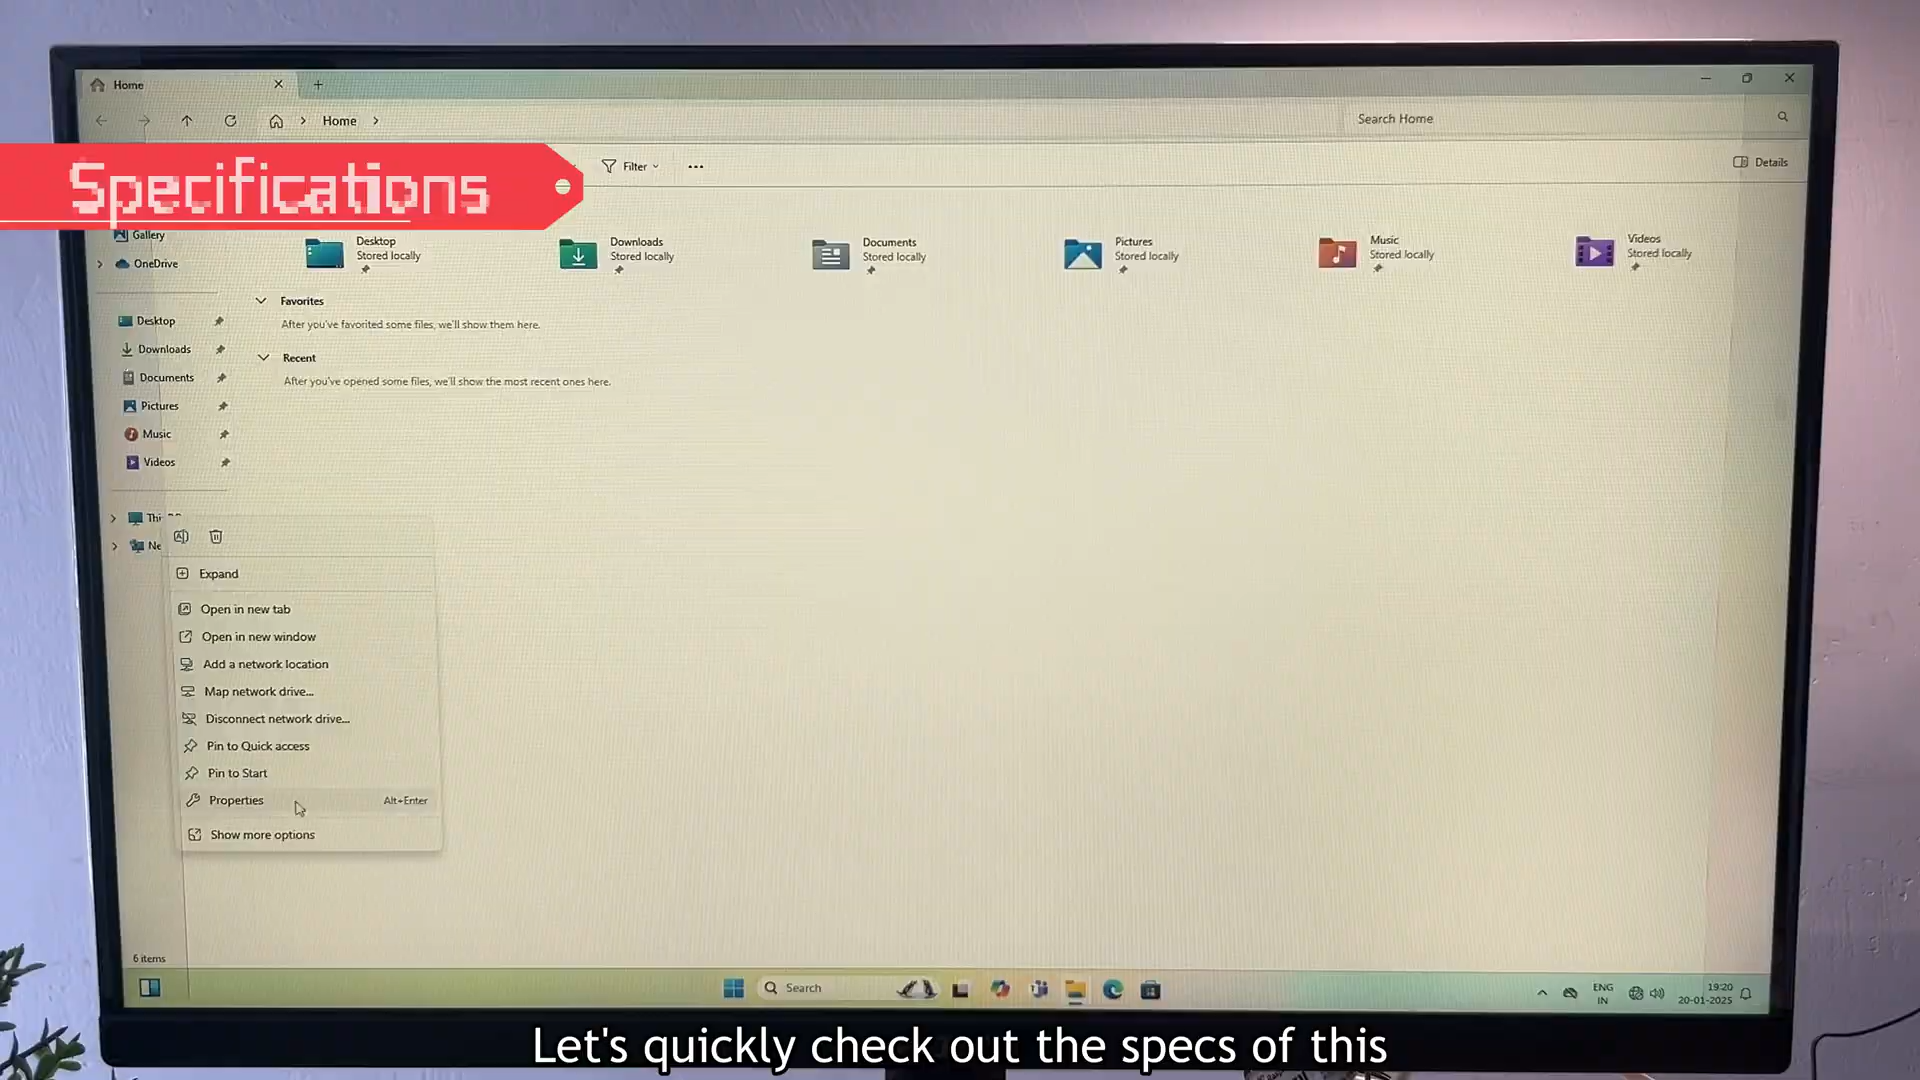 Home
Home
Search Home
Specifications
Filter
Details
Gallery
OneDrive
Desktop
Stored locally
Downloads
Stored locally
Documents
Stored locally
Pictures
Stored locally
Music
Stored locally
Videos
Stored locally
Favorites
After you've favorited some files, we'll show them here.
Recent
After you've opened some files, we'll show the most recent ones here.
Desktop
Downloads
Documents
Pictures
Music
Videos
Thi
Ne
Expand
Open in new tab
Open in new window
Add a network location
Map network drive...
Disconnect network drive...
Pin to Quick access
Pin to Start
Properties Alt+Enter
Show more options
6 items
Search
ENG
IN
19:20
20-01-2025
Let's quickly check out the specs of this